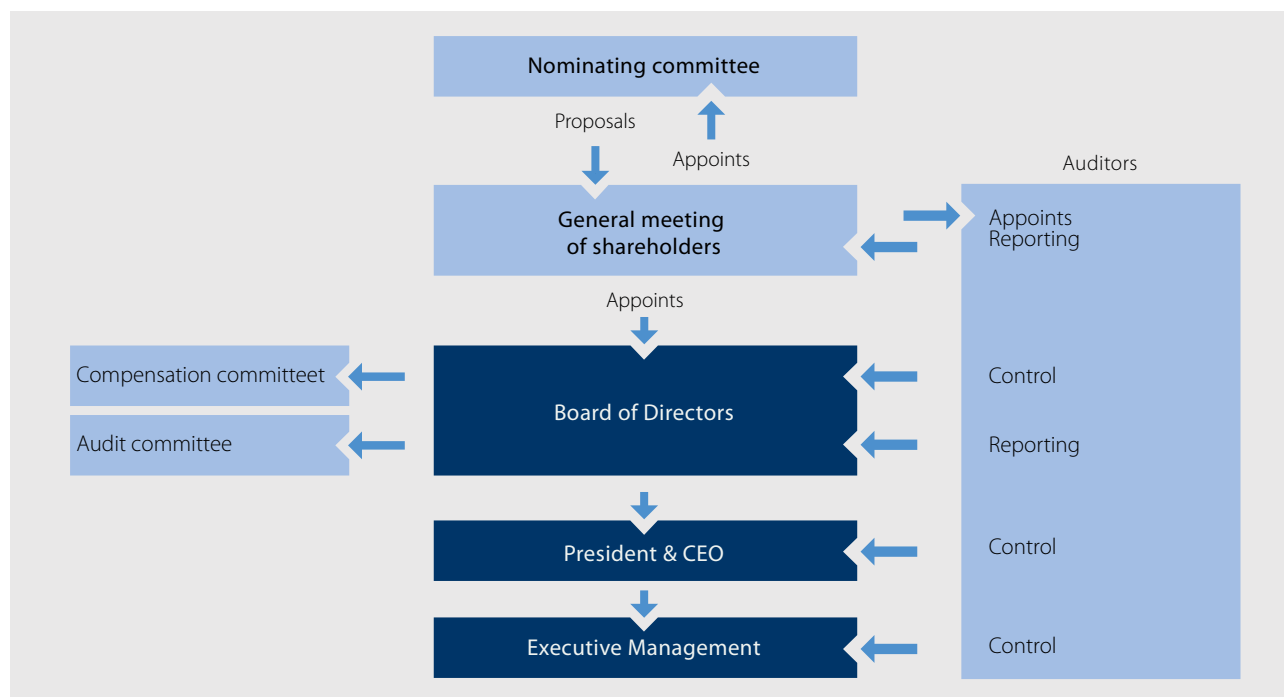 Nominating committee
Proposals
Appoints
Auditors
General meeting
of shareholders
Appoints
Reporting
Appoints
Compensation committeet
Control
Board of Directors
Audit committee
Reporting
President & CEO
Control
Executive Management
Control